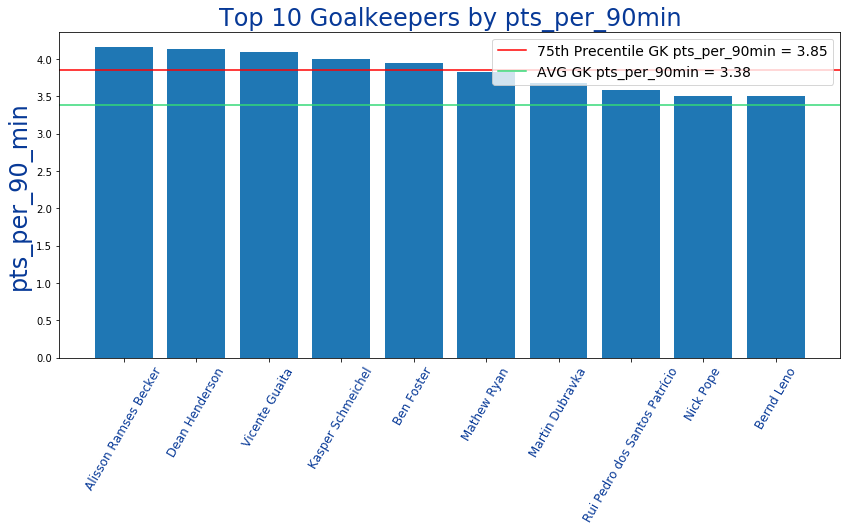 Top 10 Goalkeepers by pts_per_90min
75th Precentile GK pts_per_90min = 3.85
AVG GK pts_per_90min = 3.38
pts_per_90_min
4.0
3.5
3.0
2.5
2.0
1.5
1.0
0.5
0.0
Alisson Ramses Becker
Dean Henderson
Vicente Guaita
Kasper Schmeichel
Ben Foster
Mathew Ryan
Martin Dubravka
Rui Pedro dos Santos Patrício
Nick Pope
Bernd Leno